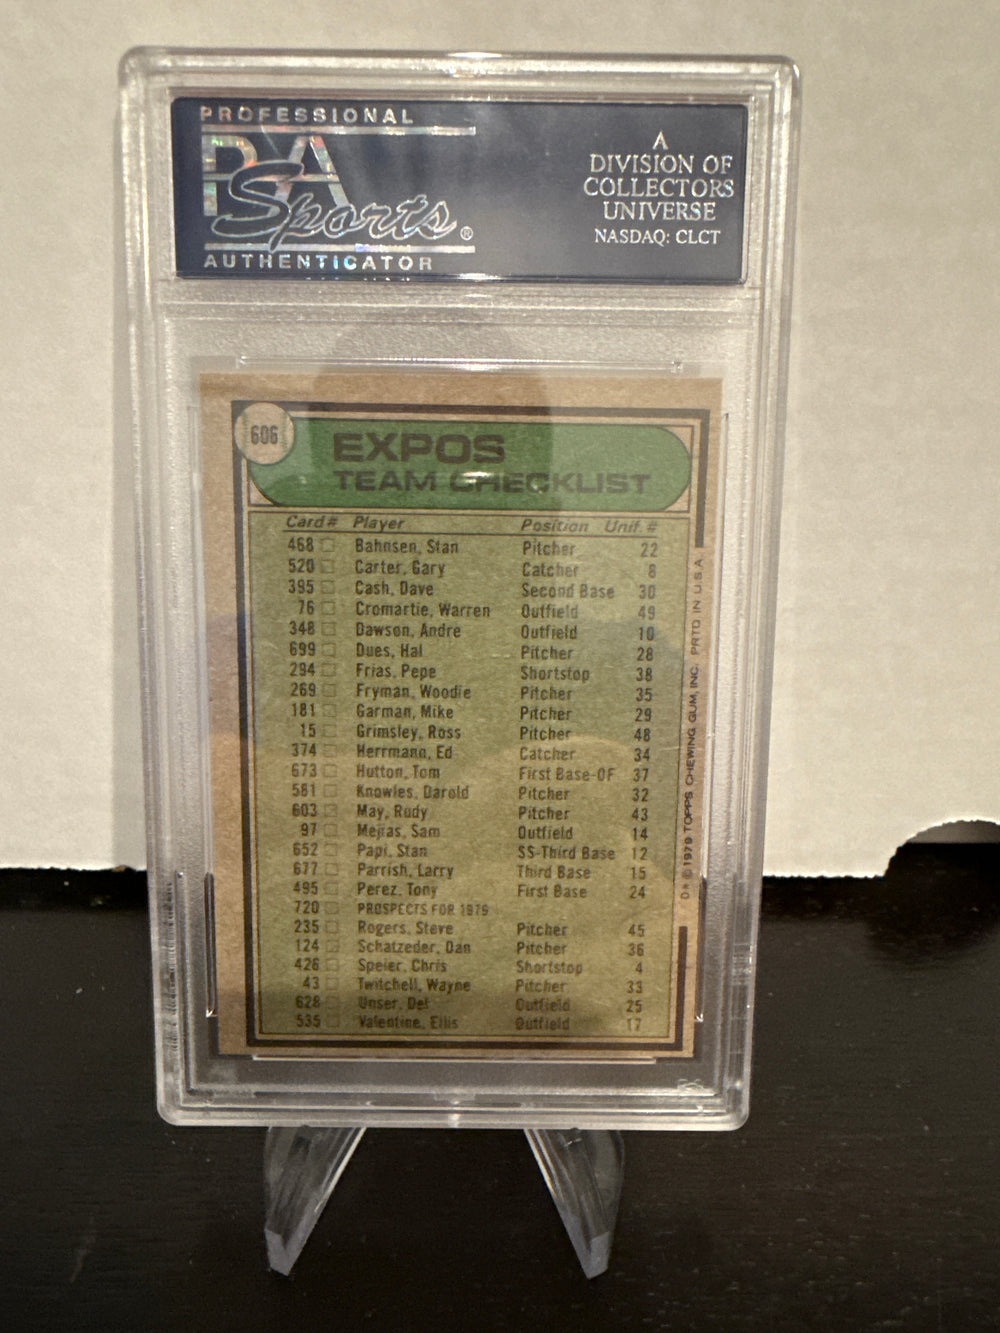 PROFESSIONAL
PSA
Sports®
AUTHENTICATOR
A
DIVISION OF
COLLECTORS
UNIVERSE
NASDAQ: CLCT
606
EXPOS
TEAM CHECKLIST
Card# Player Position Unif. #
468 Bahnsen, Stan Pitcher 22
520 Carter, Gary Catcher 8
395 Cash, Dave Second Base 30
76 Cromartie, Warren Outfield 49
348 Dawson, Andre Outfield 10
699 Dues, Hal Pitcher 28
294 Frias, Pepe Shortstop 38
269 Fryman, Woodie Pitcher 35
181 Garman, Mike Pitcher 29
15 Grimsley, Ross Pitcher 48
374 Herrmann, Ed Catcher 34
673 Hutton, Tom First Base-OF 37
581 Knowles, Darold Pitcher 32
603 May, Rudy Pitcher 43
97 Mejias, Sam Outfield 14
652 Papi, Stan SS-Third Base 12
677 Parrish, Larry Third Base 15
495 Perez, Tony First Base 24
720 PROSPECTS FOR 1979
235 Rogers, Steve Pitcher 45
124 Schatzeder, Dan Pitcher 36
426 Speier, Chris Shortstop 4
43 Twitchell, Wayne Pitcher 33
628 Unser, Del Outfield 25
535 Valentine, Ellis Outfield 17
D* © 1979 TOPPS CHEWING GUM, INC. PRTD IN U.S.A.